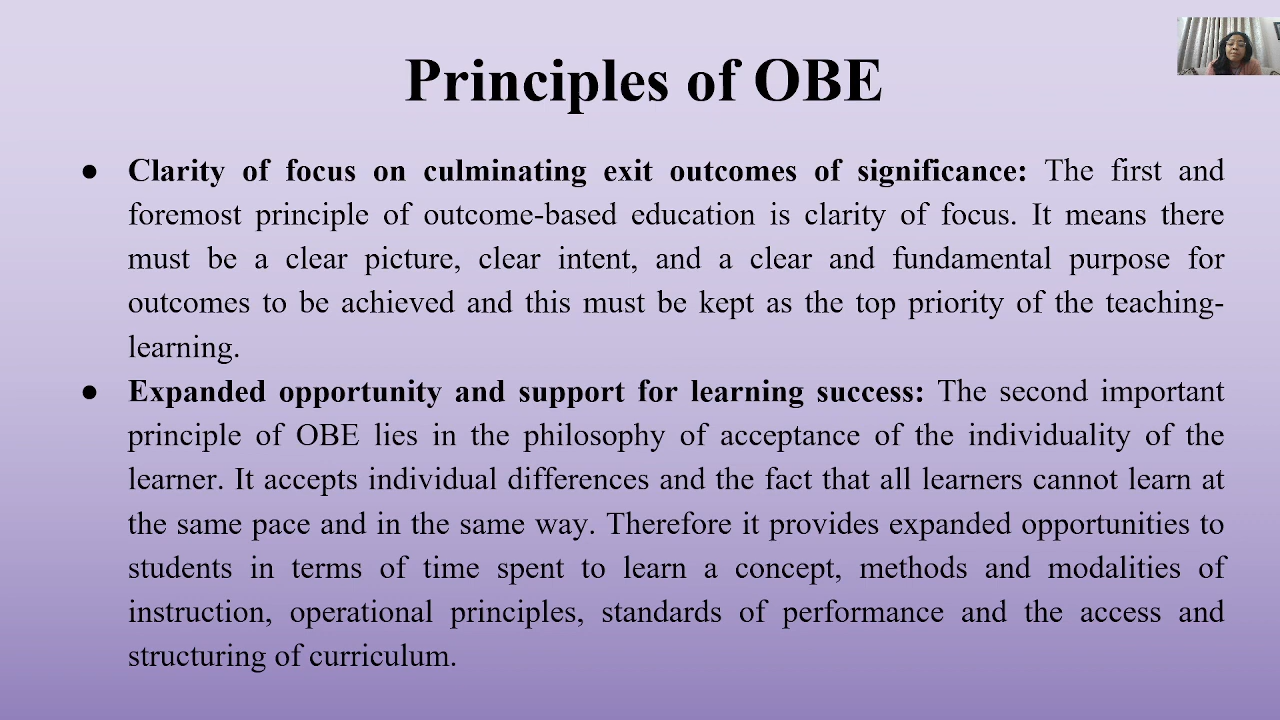 Principles of OBE
● Clarity of focus on culminating exit outcomes of significance: The first and
foremost principle of outcome-based education is clarity of focus. It means there
must be a clear picture, clear intent, and a clear and fundamental purpose for
outcomes to be achieved and this must be kept as the top priority of the teaching-
learning.
● Expanded opportunity and support for learning success: The second important
principle of OBE lies in the philosophy of acceptance of the individuality of the
learner. It accepts individual differences and the fact that all learners cannot learn at
the same pace and in the same way. Therefore it provides expanded opportunities to
students in terms of time spent to learn a concept, methods and modalities of
instruction, operational principles, standards of performance and the access and
structuring of curriculum.